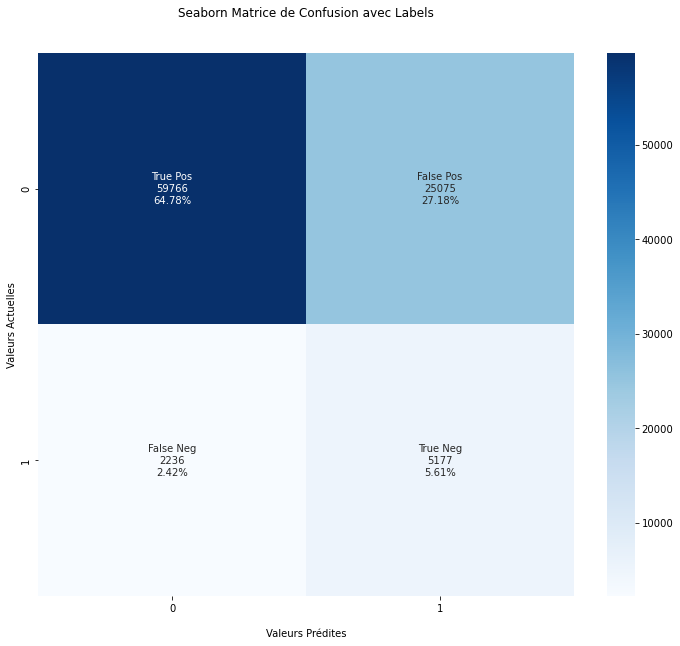 Seaborn Matrice de Confusion avec Labels
True Pos
59766
64.78%
False Pos
25075
27.18%
False Neg
2236
2.42%
True Neg
5177
5.61%
0
1
Valeurs Actuelles
0
1
Valeurs Prédites
50000
40000
30000
20000
10000